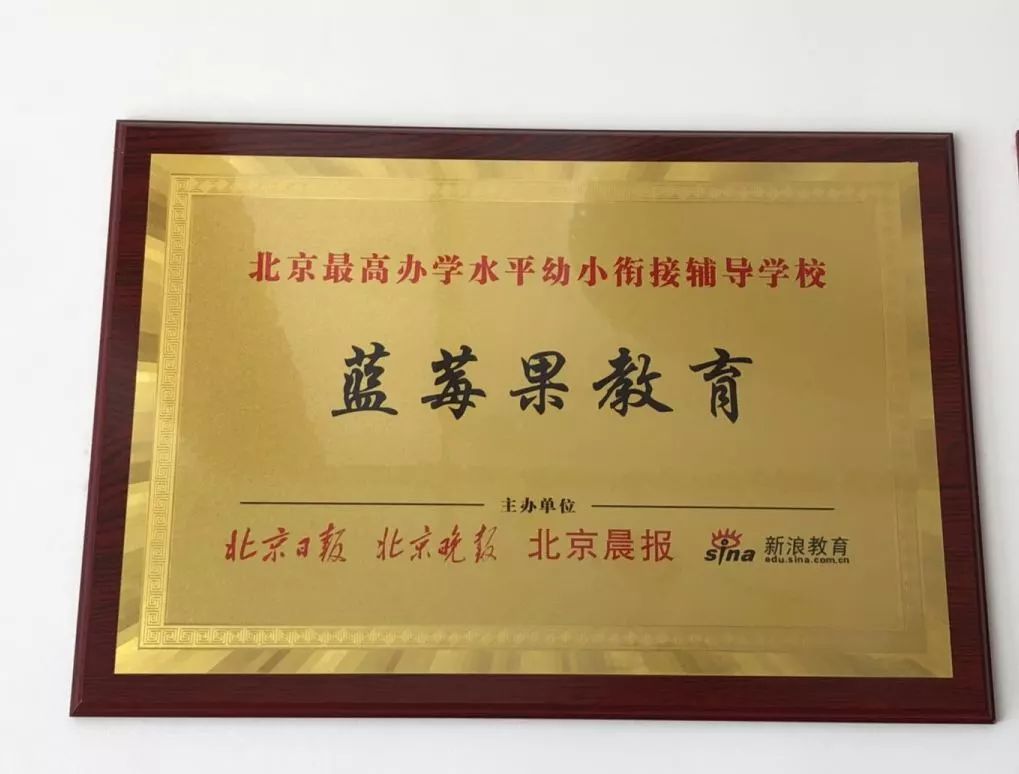 北京最高办学水平幼小衔接辅导学校
蓝莓果教育
主办单位
北京日报 北京晚报 北京晨报 sina 新浪教育
edu.sina.com.cn